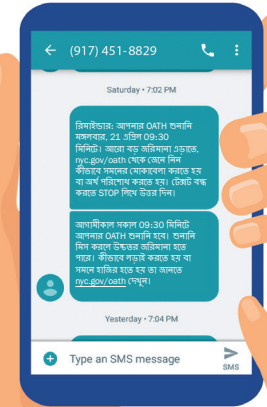 (917) 451-8829
Saturday • 7:02 PM
রিমাইন্ডার: আপনার OATH শুনানি
মঙ্গলবার, 21 এপ্রিল 09:30
মিনিটে। আরো বড় জরিমানা এড়াতে,
nyc.gov/oath থেকে জেনে নিন
কীভাবে সমনের মোকাবেলা করতে হয়
বা অর্থ পরিশোধ করতে হয়। টেক্সট বন্ধ
করতে STOP লিখে উত্তর দিন।
আগামীকাল সকাল 09:30 মিনিটে
আপনার OATH শুনানি হবে। শুনানি
মিস করলে উচ্চতর জরিমানা হতে
পারে। কীভাবে লড়াই করতে হয় বা
সমনে হাজির হতে হয় তা জানতে
nyc.gov/oath দেখুন।
Yesterday • 7:04 PM
Type an SMS message
SMS